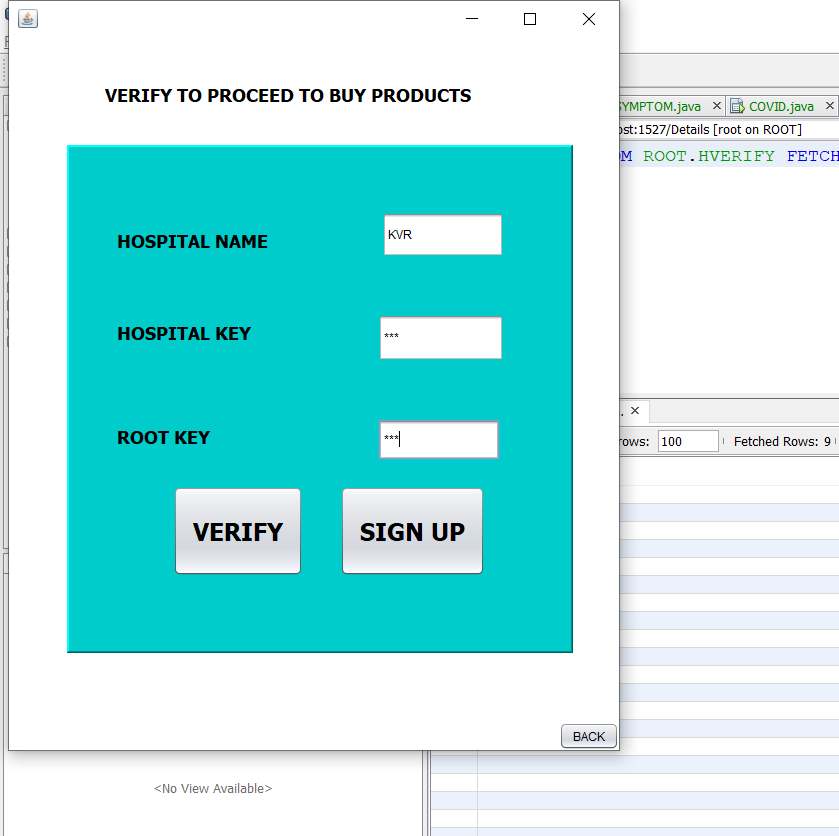 VERIFY TO PROCEED TO BUY PRODUCTS
SYMPTOM.java
COVID.java
ost:1527/Details [root on ROOT]
OM ROOT.HVERIFY FETCH
HOSPITAL NAME
KVR
HOSPITAL KEY
***
ROOT KEY
***
rows: 100
Fetched Rows: 9
VERIFY
SIGN UP
BACK
<No View Available>